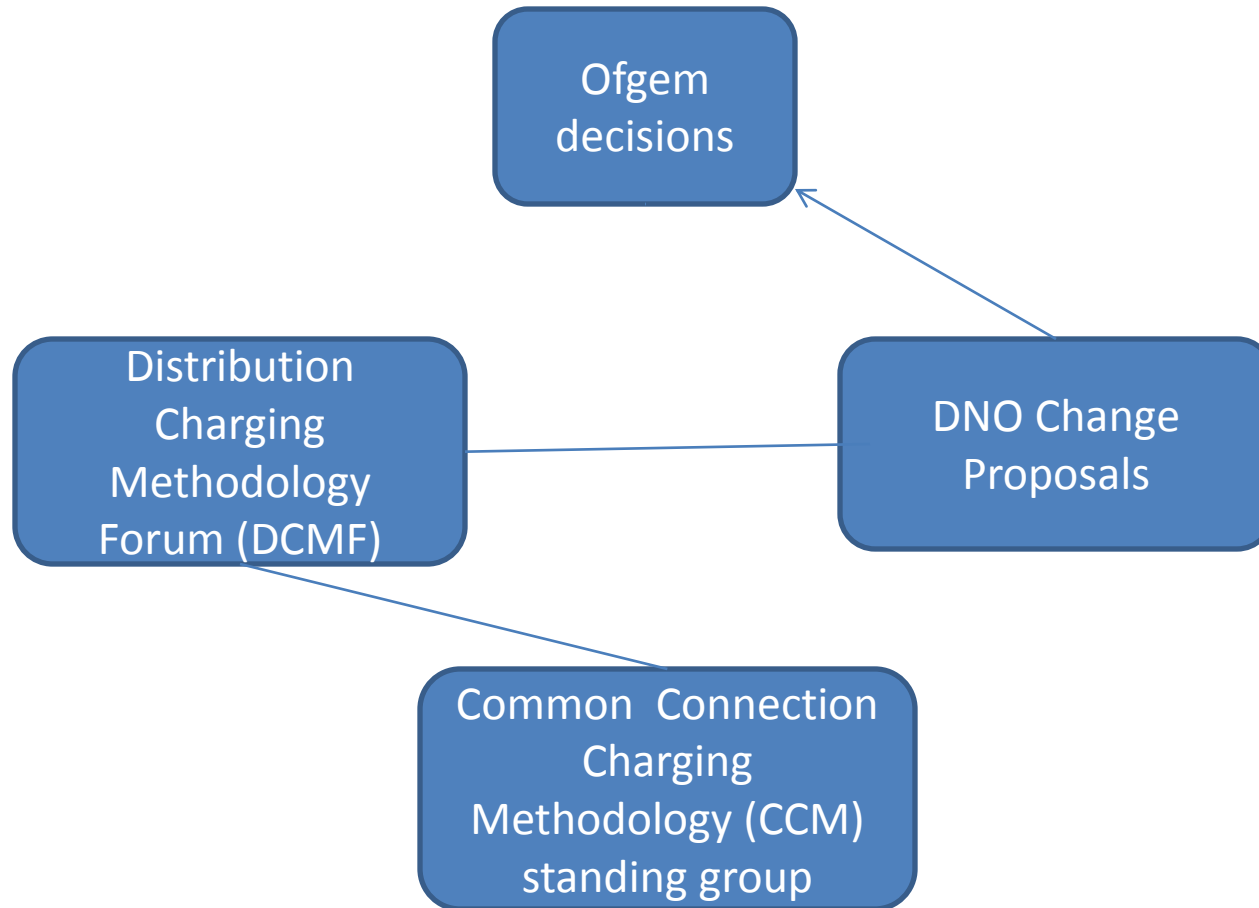 Ofgem
decisions
Distribution
Charging
Methodology
Forum (DCMF)
DNO Change
Proposals
Common  Connection
Charging
Methodology (CCM)
standing group